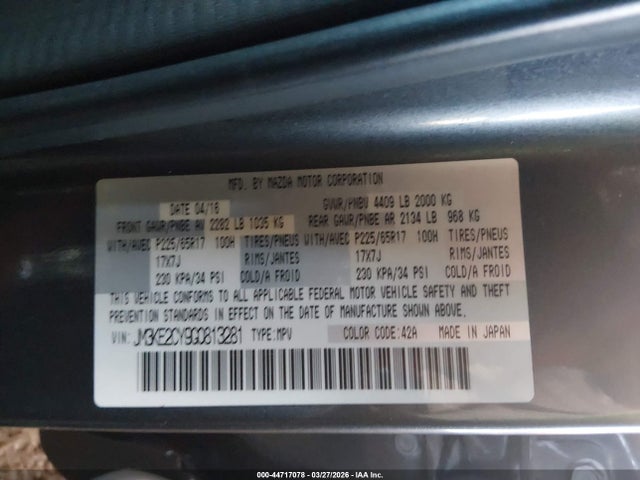 MFD. BY MAZDA MOTOR CORPORATION
DATE 04/16 GVWR/PNBV 4409 LB 2000 KG
FRONT GAWR/PNBE AV 2282 LB 1035 KG REAR GAWR/PNBE AR 2134 LB 968 KG
WITH/AVEC P225/65R17 100H TIRES/PNEUS WITH/AVEC P225/65R17 100H TIRES/PNEUS
17X7J RIMS/JANTES 17X7J RIMS/JANTES
230 KPA/34 PSI COLD/A FROID 230 KPA/34 PSI COLD/A FROID
THIS VEHICLE CONFORMS TO ALL APPLICABLE FEDERAL MOTOR VEHICLE SAFETY AND THEFT
PREVENTION STANDARDS IN EFFECT ON THE DATE OF MANUFACTURE SHOWN ABOVE.
VIN: JM3KE2CY9G0813281 TYPE:MPV COLOR CODE:42A MADE IN JAPAN
000-44717078 — 03/27/2026 — IAA Inc.